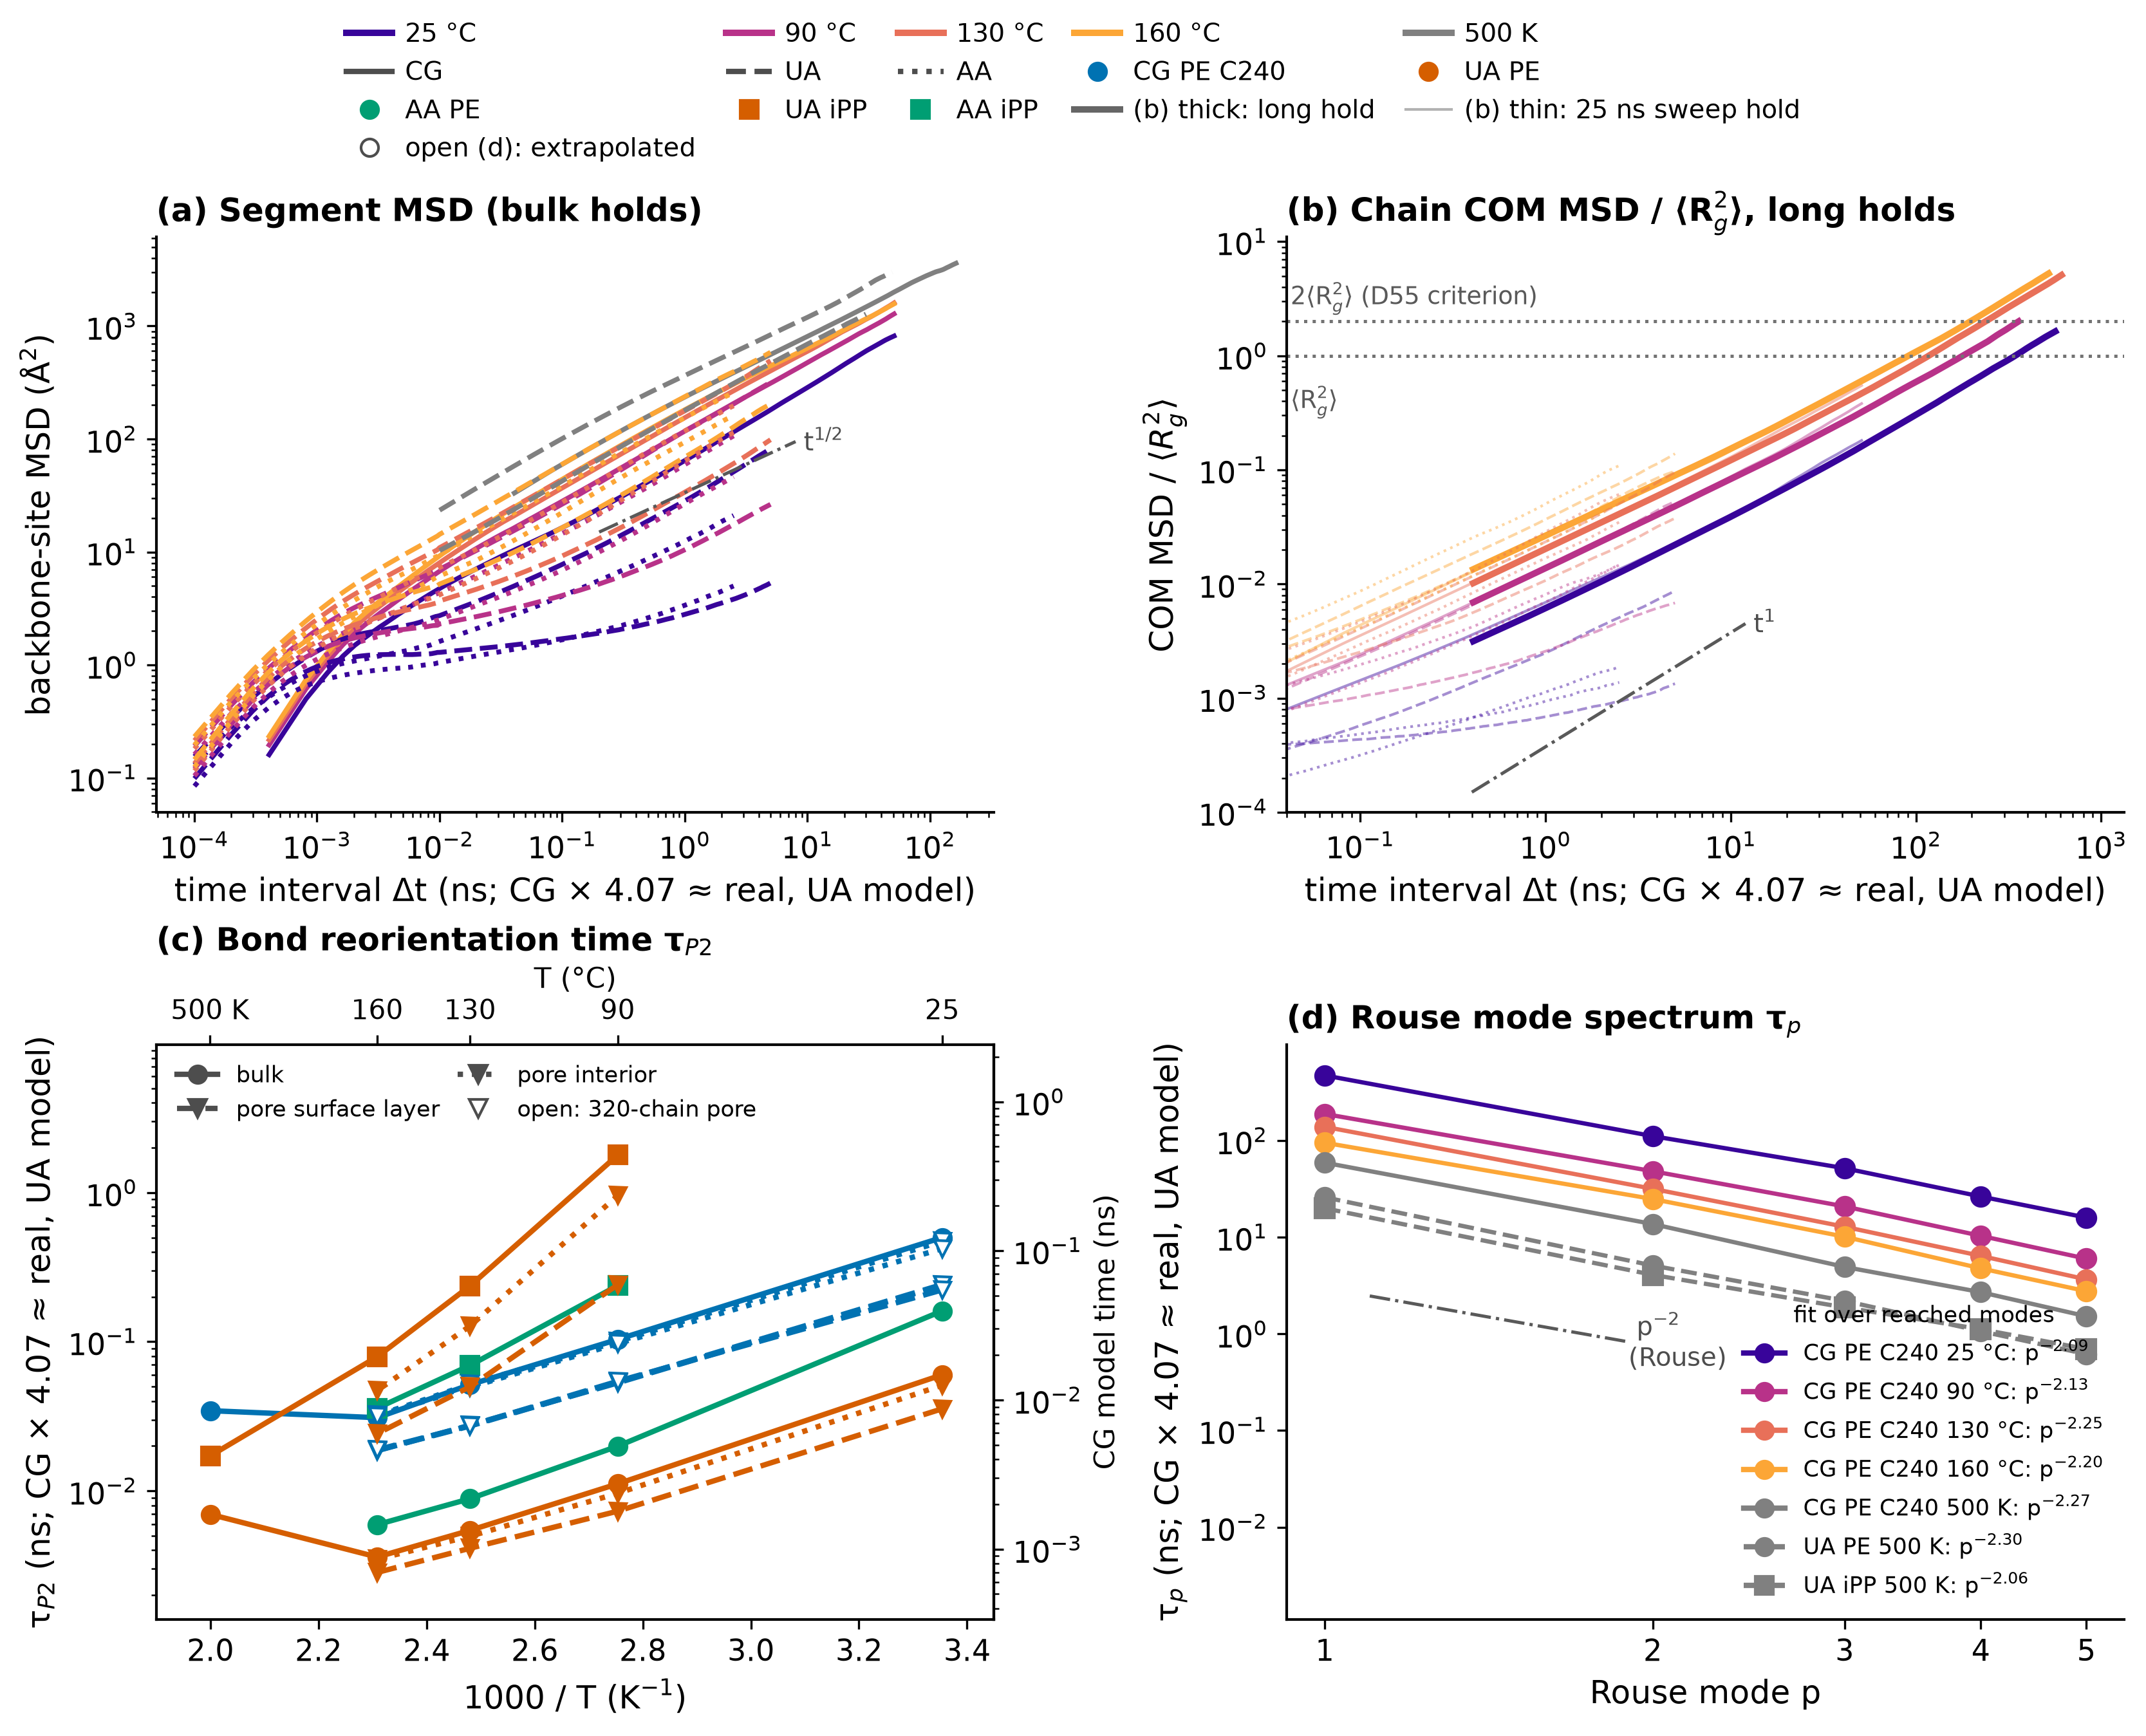 25 °C
90 °C
130 °C
160 °C
500 K
CG
UA
AA
CG PE C240
UA PE
AA PE
UA iPP
AA iPP
(b) thick: long hold
(b) thin: 25 ns sweep hold
open (d): extrapolated
(a) Segment MSD (bulk holds)
backbone-site MSD (Å²)
10³
10²
10¹
10⁰
10⁻¹
t^{1/2}
10⁻⁴ 10⁻³ 10⁻² 10⁻¹ 10⁰ 10¹ 10²
time interval Δt (ns; CG × 4.07 ≈ real, UA model)
(b) Chain COM MSD / ⟨R_g²⟩, long holds
COM MSD / ⟨R_g²⟩
10¹
10⁰
10⁻¹
10⁻²
10⁻³
10⁻⁴
2⟨R_g²⟩ (D55 criterion)
⟨R_g²⟩
t¹
10⁻¹ 10⁰ 10¹ 10² 10³
time interval Δt (ns; CG × 4.07 ≈ real, UA model)
(c) Bond reorientation time τ_{P2}
T (°C)
500 K 160 130 90 25
τ_{P2} (ns; CG × 4.07 ≈ real, UA model)
10⁰
10⁻¹
10⁻²
bulk
pore surface layer
pore interior
open: 320-chain pore
10⁰
10⁻¹
10⁻²
10⁻³
CG model time (ns)
2.0 2.2 2.4 2.6 2.8 3.0 3.2 3.4
1000 / T (K⁻¹)
(d) Rouse mode spectrum τ_p
τ_p (ns; CG × 4.07 ≈ real, UA model)
10²
10¹
10⁰
10⁻¹
10⁻²
p⁻²
(Rouse)
fit over reached modes
CG PE C240 25 °C: p^{−2.09}
CG PE C240 90 °C: p^{−2.13}
CG PE C240 130 °C: p^{−2.25}
CG PE C240 160 °C: p^{−2.20}
CG PE C240 500 K: p^{−2.27}
UA PE 500 K: p^{−2.30}
UA iPP 500 K: p^{−2.06}
1 2 3 4 5
Rouse mode p